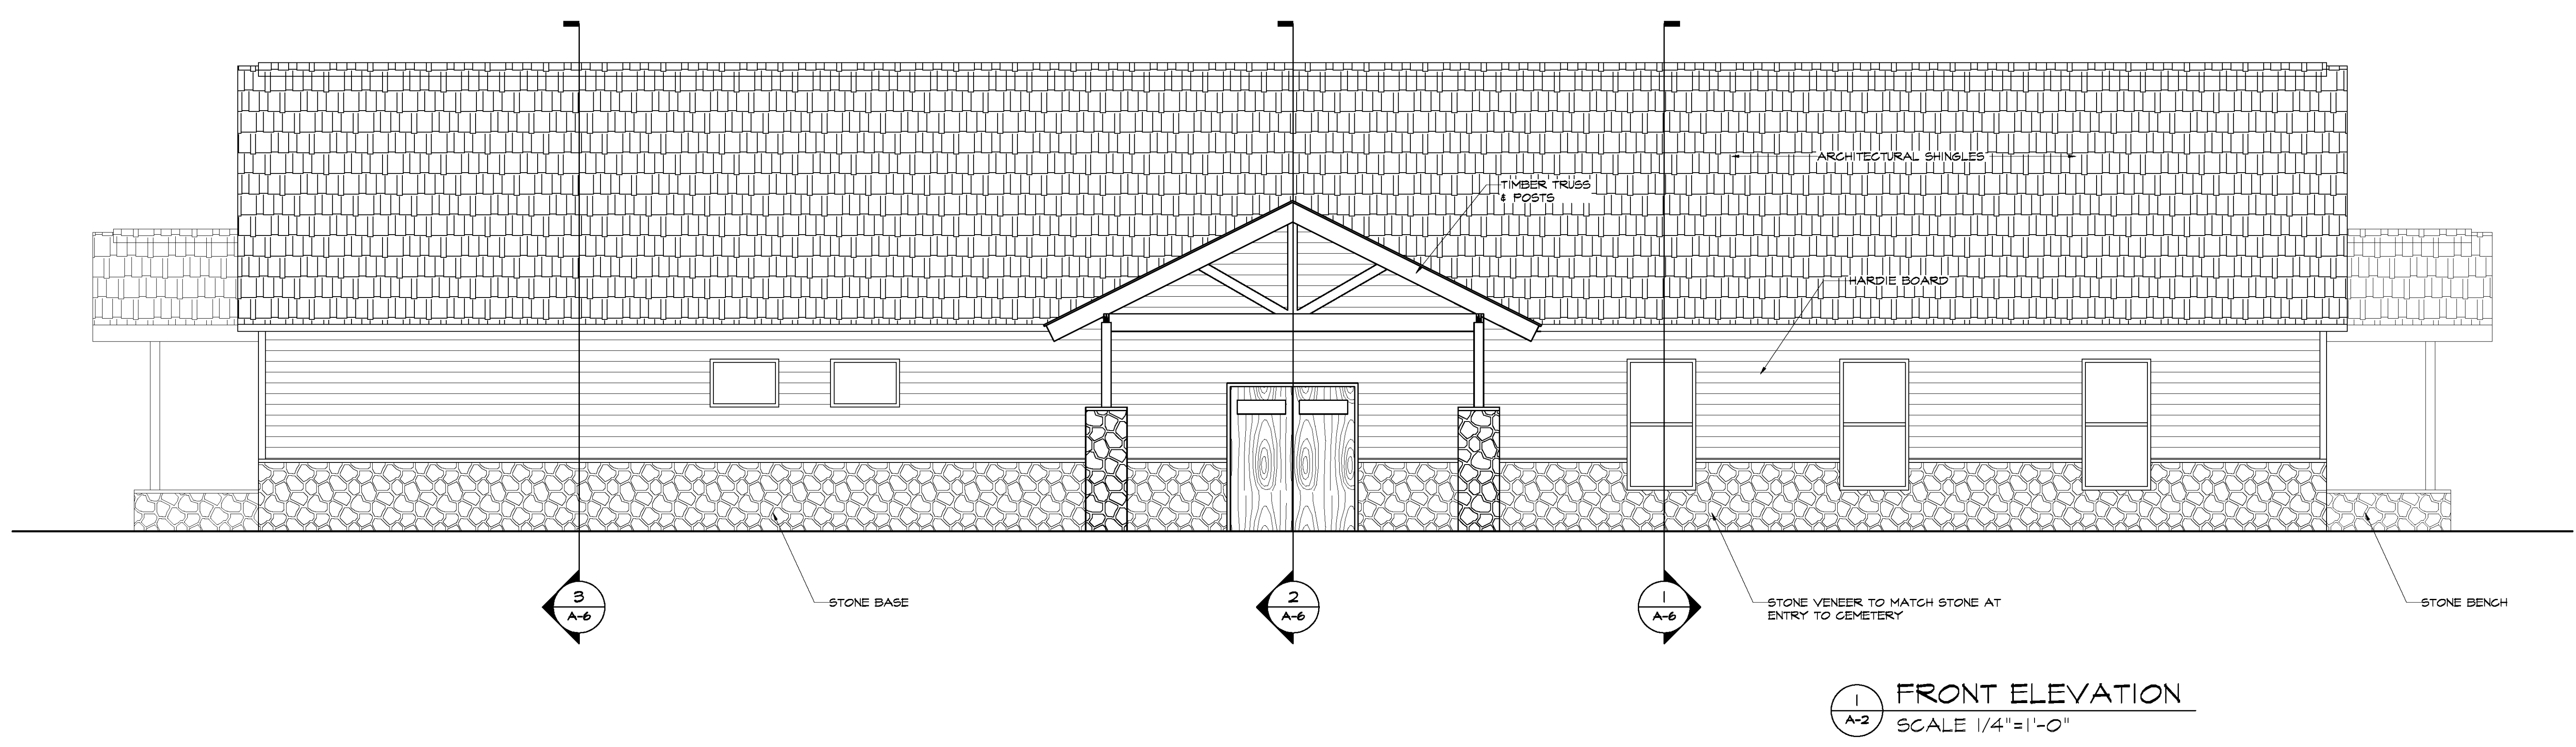 ARCHITECTURAL SHINGLES
TIMBER TRUSS
& POSTS
HARDIE BOARD
3
A-6
2
A-6
1
A-6
STONE BASE
STONE VENEER TO MATCH STONE AT
ENTRY TO CEMETERY
STONE BENCH
1
A-2
FRONT ELEVATION
SCALE 1/4"=1'-0"